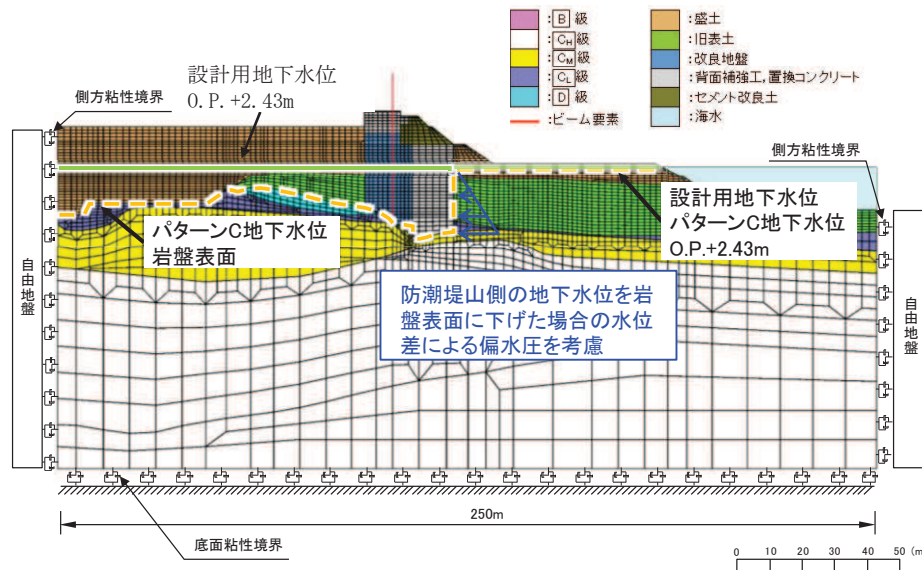 :B 級
:CH級
:CM級
:CL級
:D 級
:ビーム要素
:盛土
:旧表土
:改良地盤
:背面補強工,置換コンクリート
:セメント改良土
:海水
設計用地下水位
O.P.+2.43m
側方粘性境界
側方粘性境界
パターンC地下水位
岩盤表面
設計用地下水位
パターンC地下水位
O.P.+2.43m
自由地盤
自由地盤
防潮堤山側の地下水位を岩
盤表面に下げた場合の水位
差による偏水圧を考慮
250m
底面粘性境界
0 10 20 30 40 50 (m